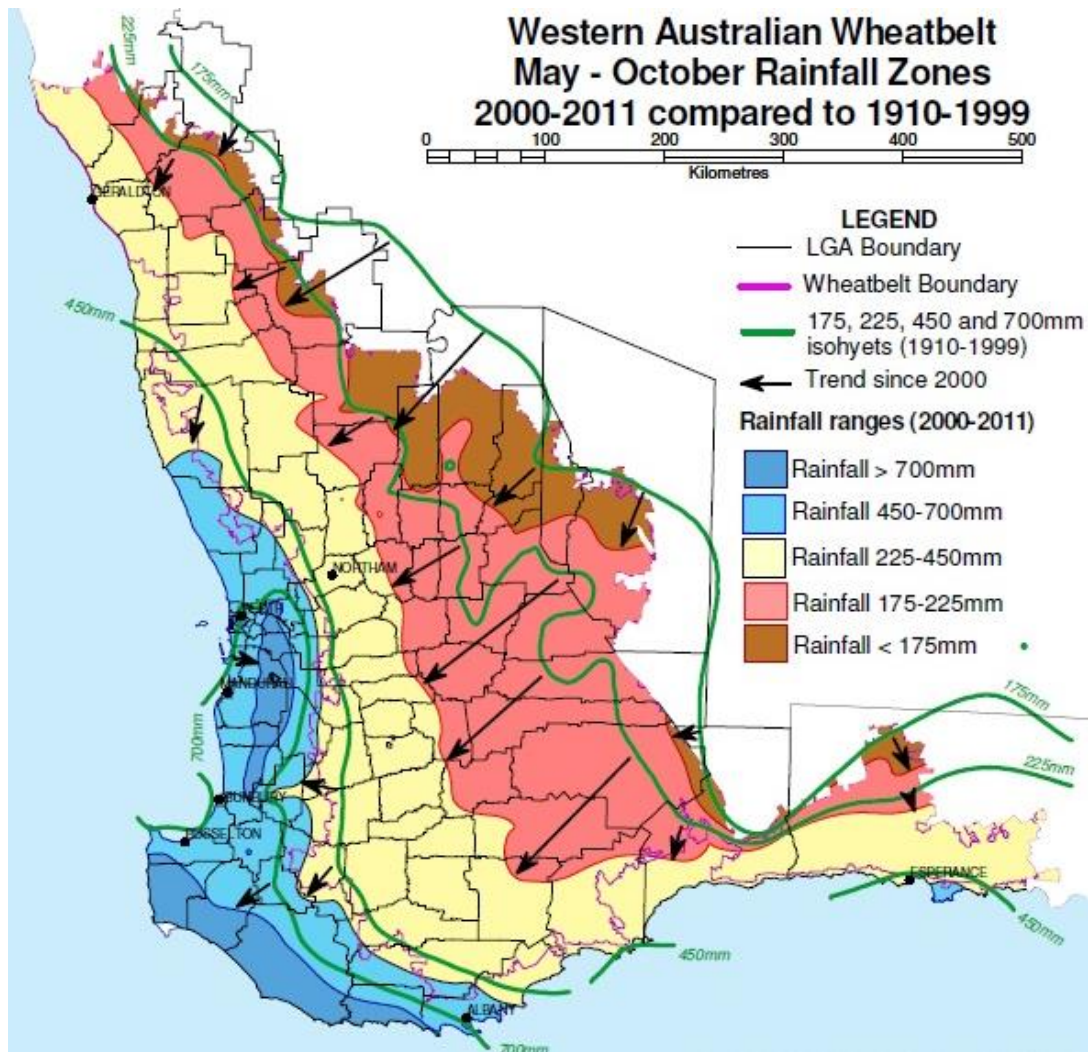 Western Australian Wheatbelt
May - October Rainfall Zones
2000-2011 compared to 1910-1999
0 100 200 300 400 500
Kilometres
LEGEND
LGA Boundary
Wheatbelt Boundary
175, 225, 450 and 700mm
isohyets (1910-1999)
Trend since 2000
Rainfall ranges (2000-2011)
Rainfall > 700mm
Rainfall 450-700mm
Rainfall 225-450mm
Rainfall 175-225mm
Rainfall < 175mm
225mm
175mm
GERALDTON
450mm
NORTHAM
PERTH
MANDURAH
700mm
BUNBURY
BUSSELTON
175mm
225mm
ESPERANCE
450mm
450mm
ALBANY
700mm